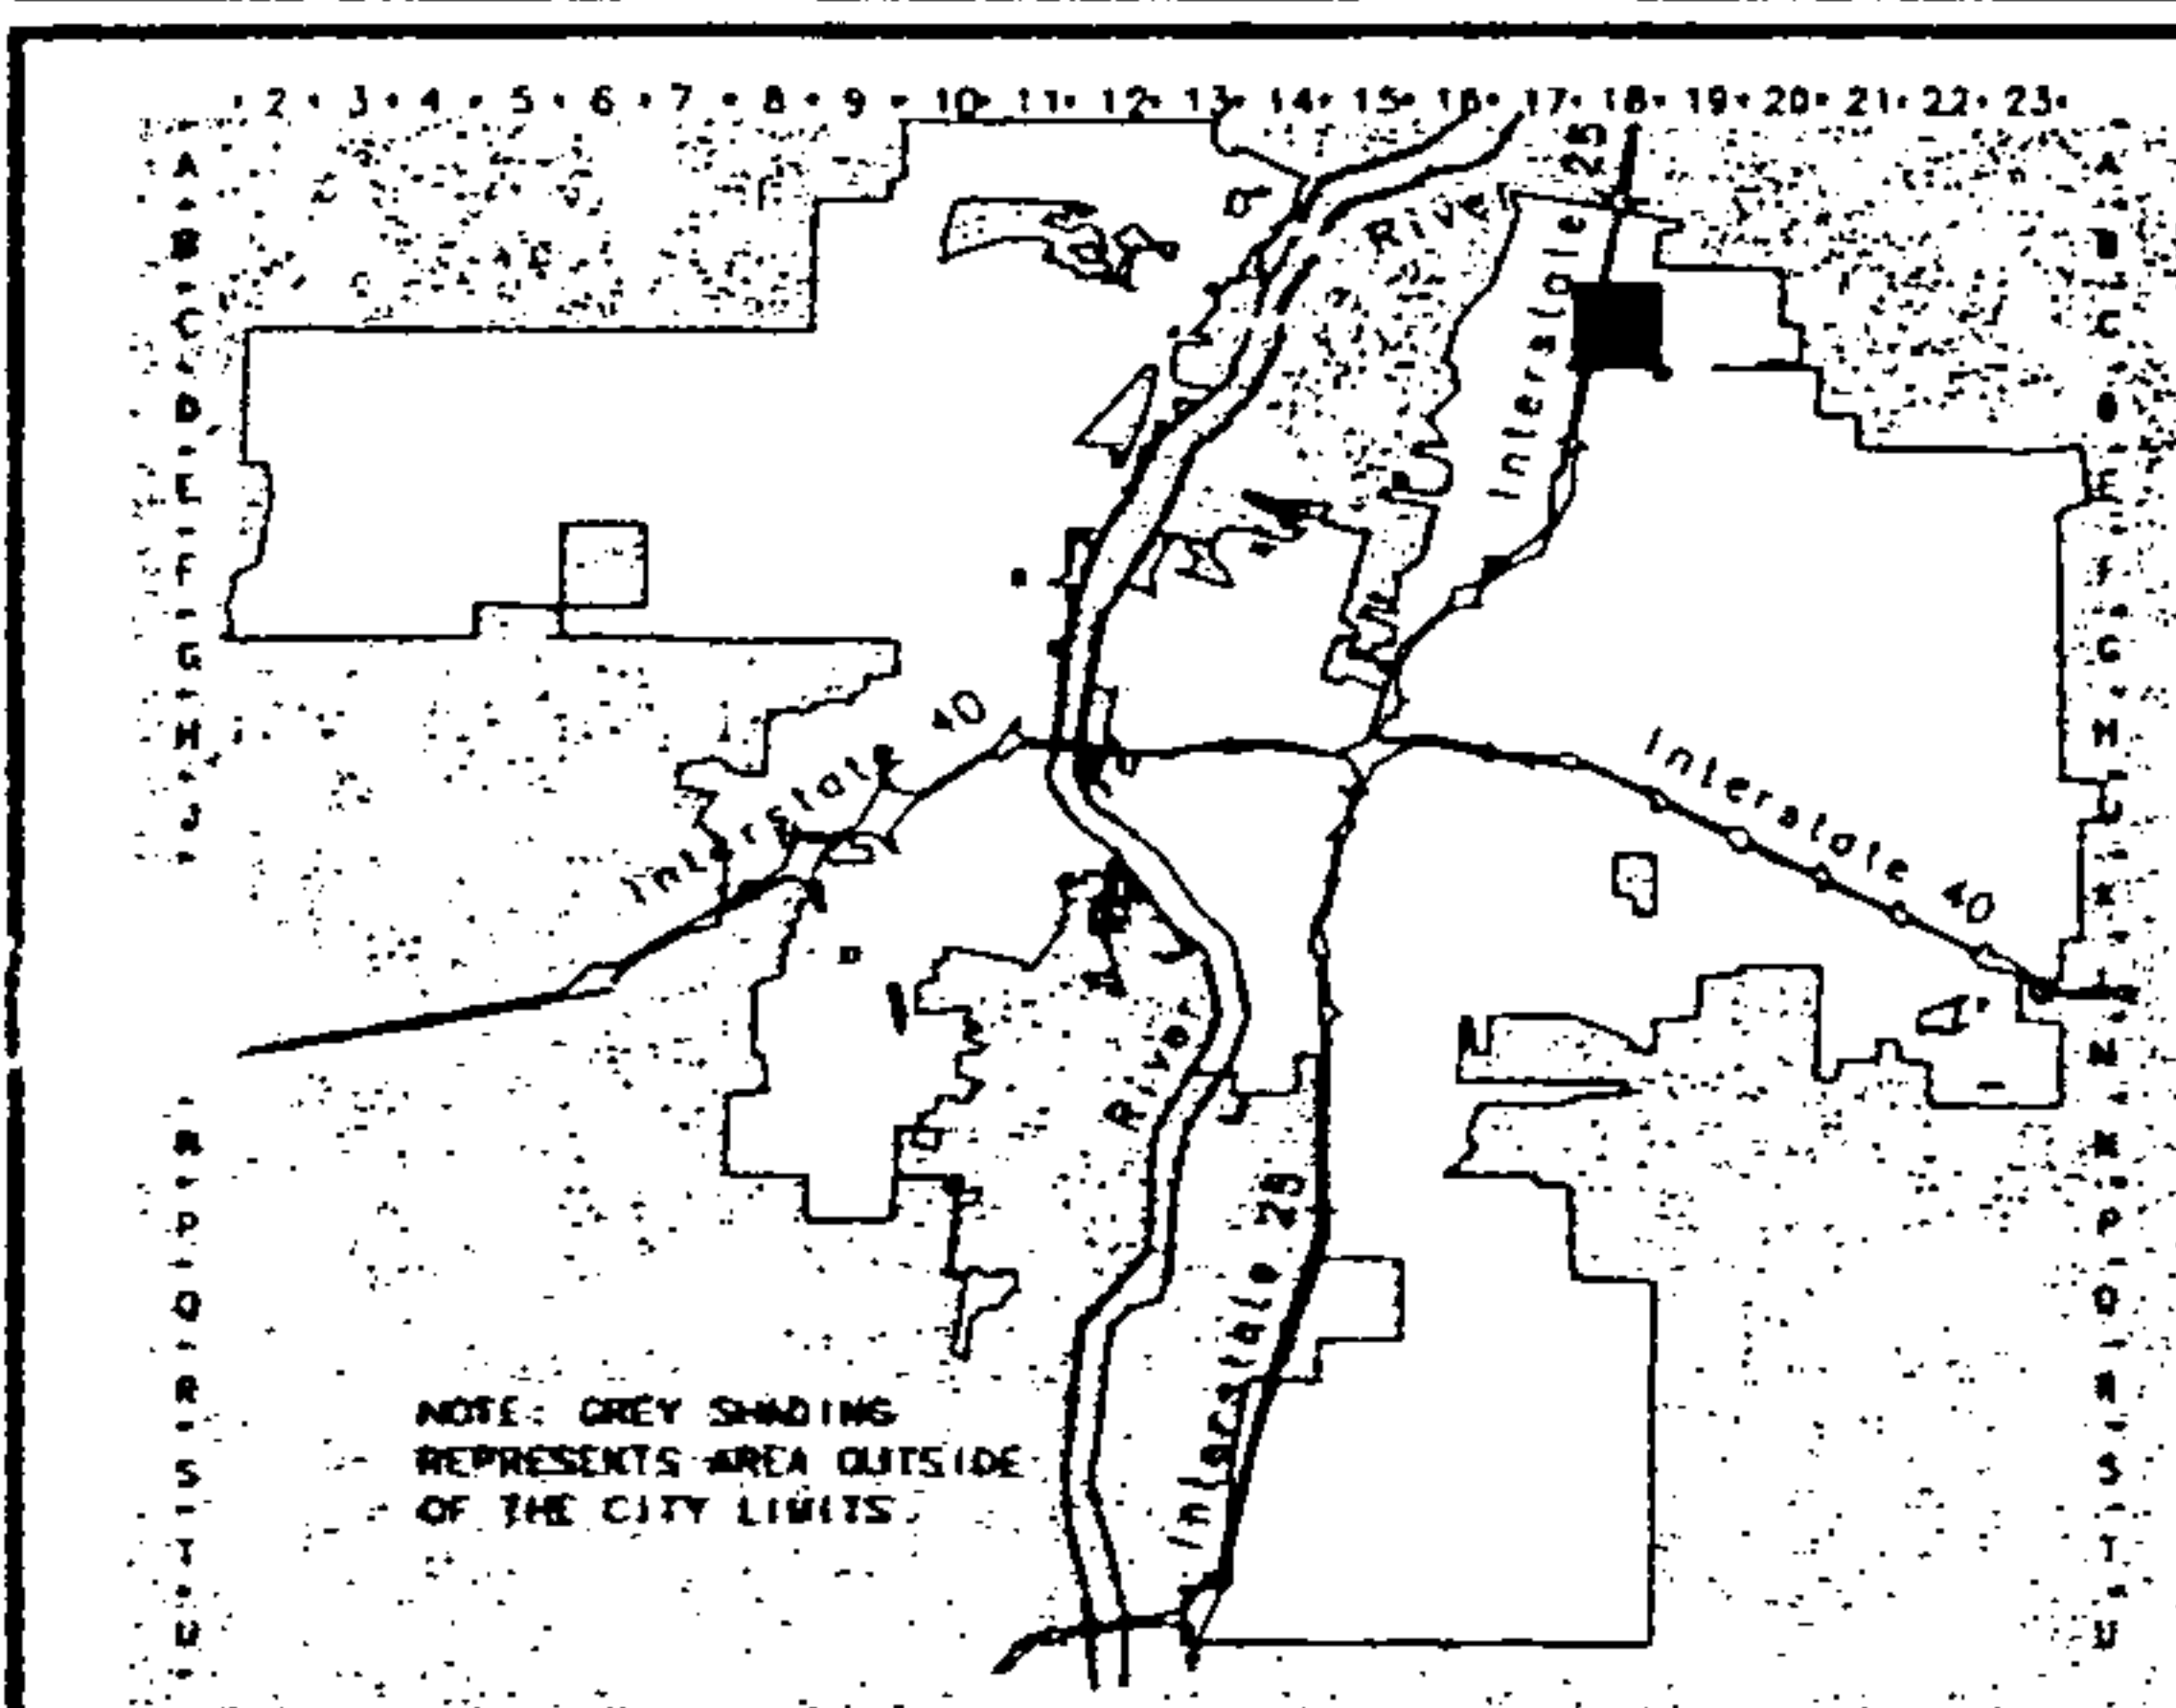 2 3 4 5 6 7 8 9 10 11 12 13 14 15 16 17 18 19 20 21 22 23
A
B
C
D
E
F
G
H
J
N
P
Q
R
S
T
U
River
Interstate 25
Interstate 40
Interstate 40
River
Interstate 25
A
B
C
D
E
F
G
H
J
K
L
M
N
P
Q
R
S
T
U
NOTE: GREY SHADING
REPRESENTS AREA OUTSIDE
OF THE CITY LIMITS.